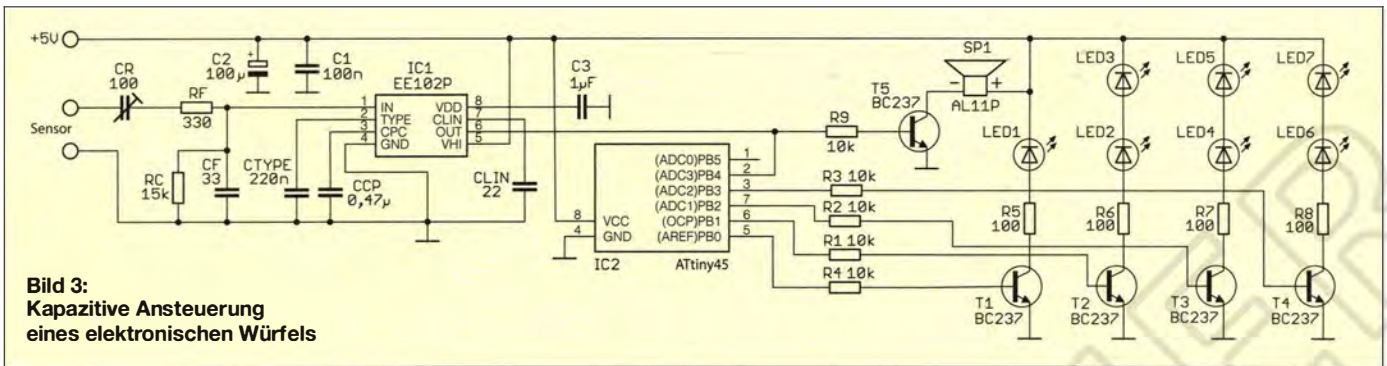 +5V
CR
100
RF
330
Sensor
C2
100µ
+
C1
100n
IC1
EE102P
1 IN VDD 8
2 TYPE CLIN 7
3 CPC OUT 6
4 GND VHI 5
C3
1µF
RC
15k
CF
33
CTYPE
220n
CCP
0,47µ
CLIN
22
8 VCC
4 GND
(ADC0)PB5 1
(ADC3)PB4 2
(ADC2)PB3 3
(ADC1)PB2 7
(OCP)PB1 6
(AREF)PB0 5
IC2
ATtiny45
R9
10k
R3 10k
R2 10k
R1 10k
R4 10k
T5
BC237
SP1
- +
AL11P
LED1
LED3
LED2
LED5
LED4
LED7
LED6
R5
100
R6
100
R7
100
R8
100
T1
BC237
T2
BC237
T3
BC237
T4
BC237
Bild 3:
Kapazitive Ansteuerung
eines elektronischen Würfels